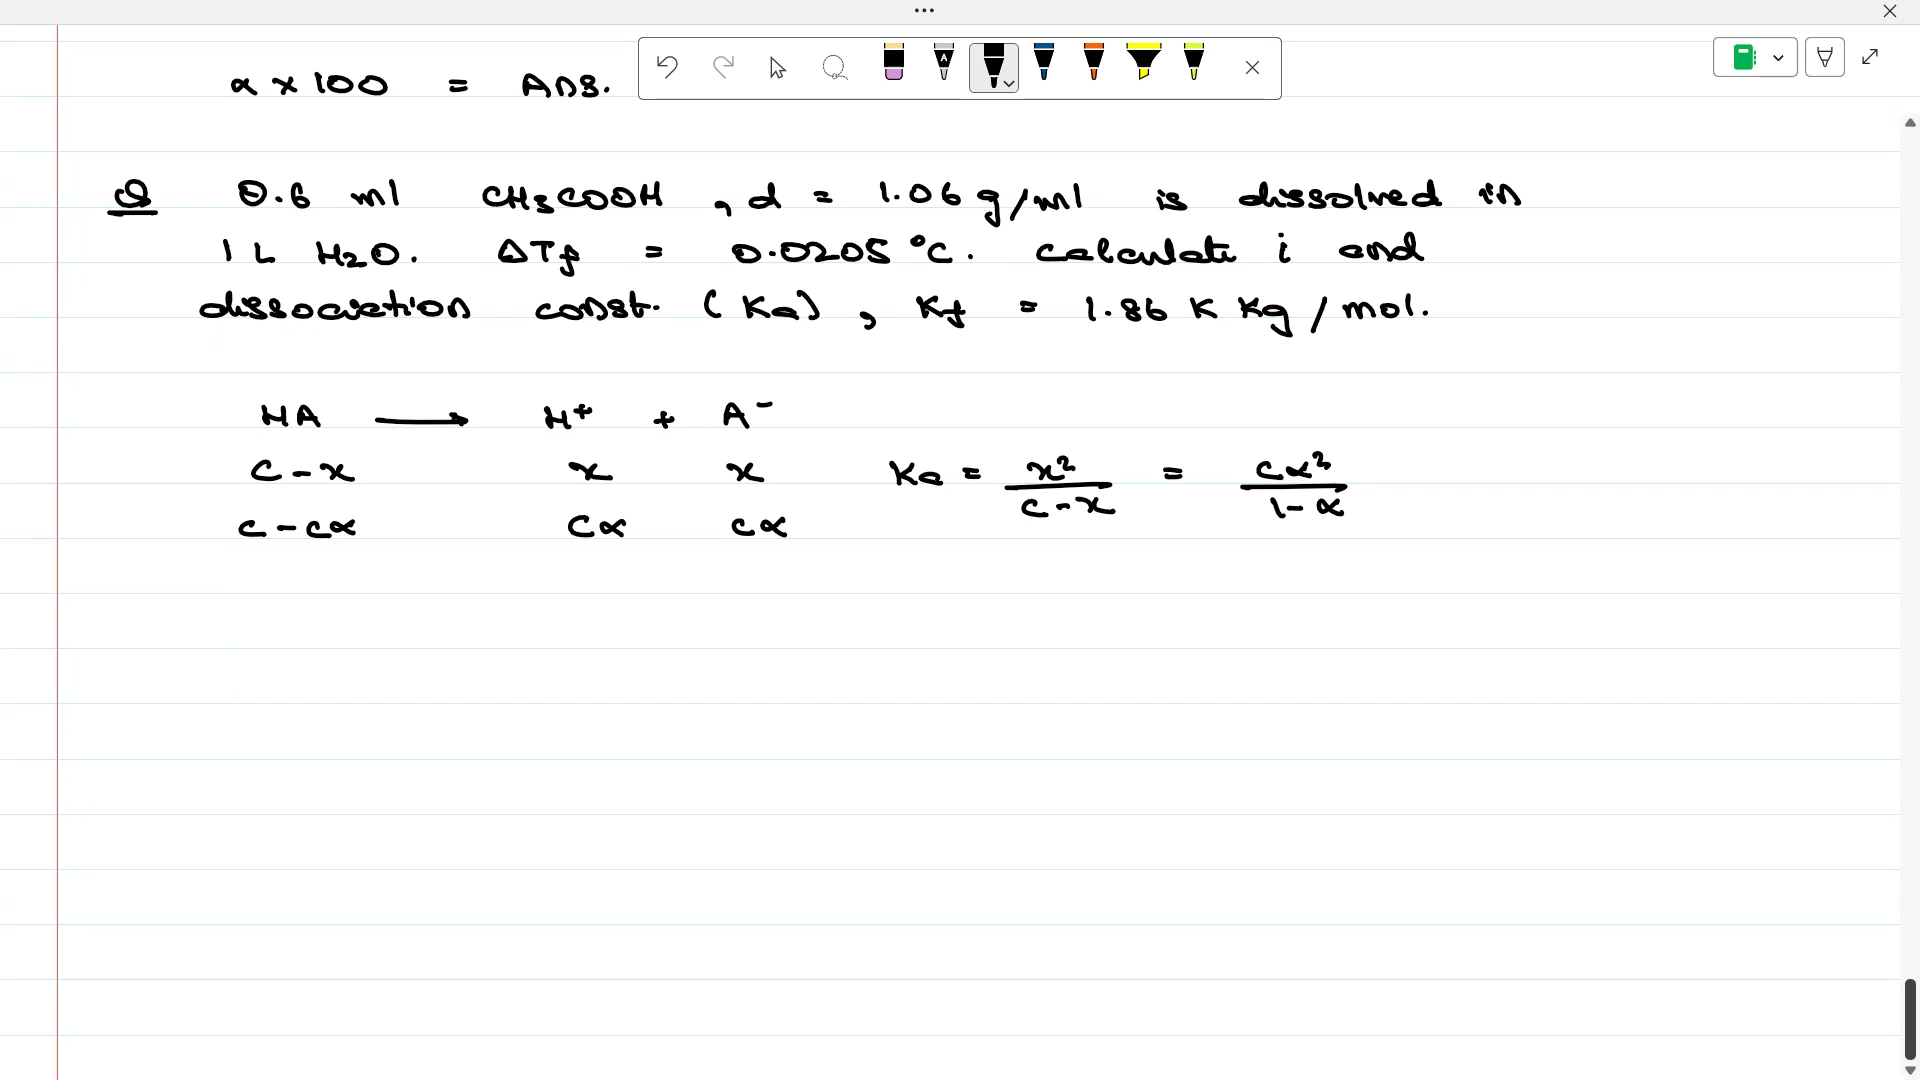 α × 100 = Ans.
Q 0.6 ml CH3COOH , d = 1.06 g/ml is dissolved in
1 L H2O. ΔTf = 0.0205 °C. calculate i and
dissociation const. (Ka) , Kf = 1.86 K Kg / mol.
HA ⟶ H+ + A−
C − x x x Ka = x²/(C − x) = Cα²/(1 − α)
C − Cα Cα Cα